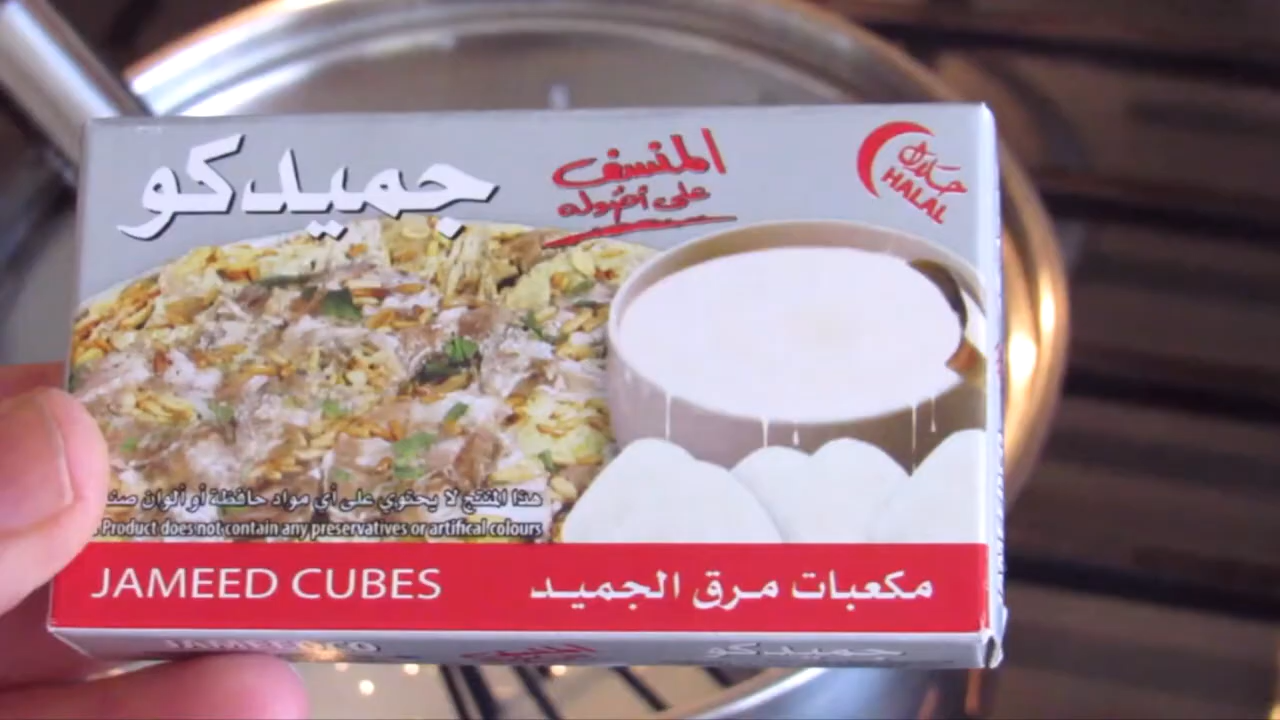 جميدكو
المنسف
على أصوله
حلال
HALAL
هذا المنتج لا يحتوي على أي مواد حافظة أو ألوان
Product does not contain any preservatives or artifical colours
JAMEED CUBES
مكعبات مرق الجميد
المنسف
جميدكو